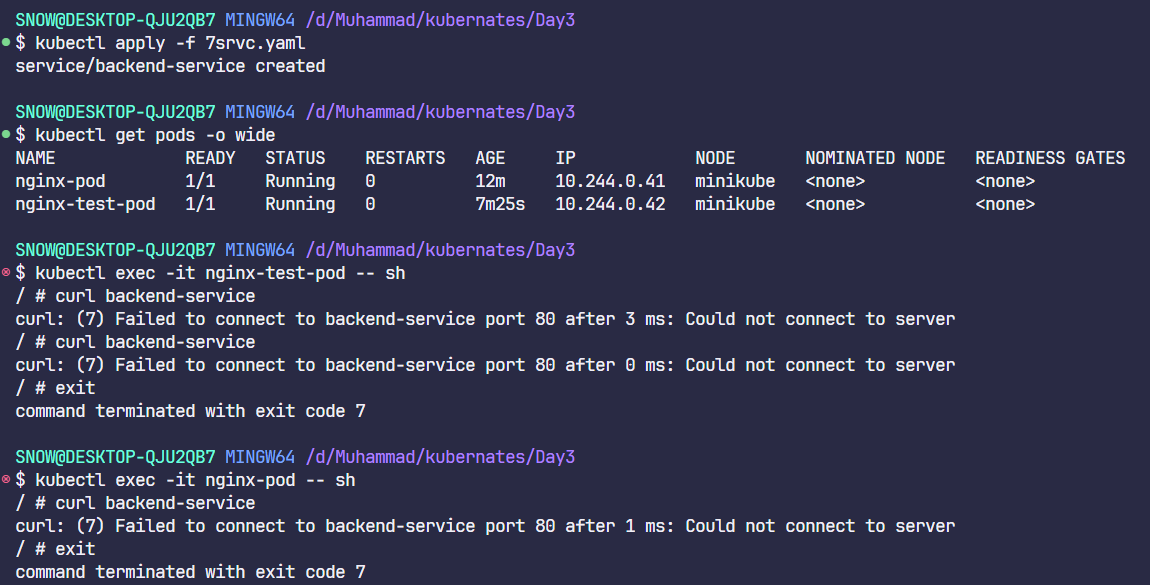 SNOW@DESKTOP-QJU2QB7 MINGW64 /d/Muhammad/kubernates/Day3
$ kubectl apply -f 7srvc.yaml
service/backend-service created
SNOW@DESKTOP-QJU2QB7 MINGW64 /d/Muhammad/kubernates/Day3
$ kubectl get pods -o wide
NAME READY STATUS RESTARTS AGE IP NODE NOMINATED NODE READINESS GATES
nginx-pod 1/1 Running 0 12m 10.244.0.41 minikube <none> <none>
nginx-test-pod 1/1 Running 0 7m25s 10.244.0.42 minikube <none> <none>
SNOW@DESKTOP-QJU2QB7 MINGW64 /d/Muhammad/kubernates/Day3
$ kubectl exec -it nginx-test-pod -- sh
/ # curl backend-service
curl: (7) Failed to connect to backend-service port 80 after 3 ms: Could not connect to server
/ # curl backend-service
curl: (7) Failed to connect to backend-service port 80 after 0 ms: Could not connect to server
/ # exit
command terminated with exit code 7
SNOW@DESKTOP-QJU2QB7 MINGW64 /d/Muhammad/kubernates/Day3
$ kubectl exec -it nginx-pod -- sh
/ # curl backend-service
curl: (7) Failed to connect to backend-service port 80 after 1 ms: Could not connect to server
/ # exit
command terminated with exit code 7